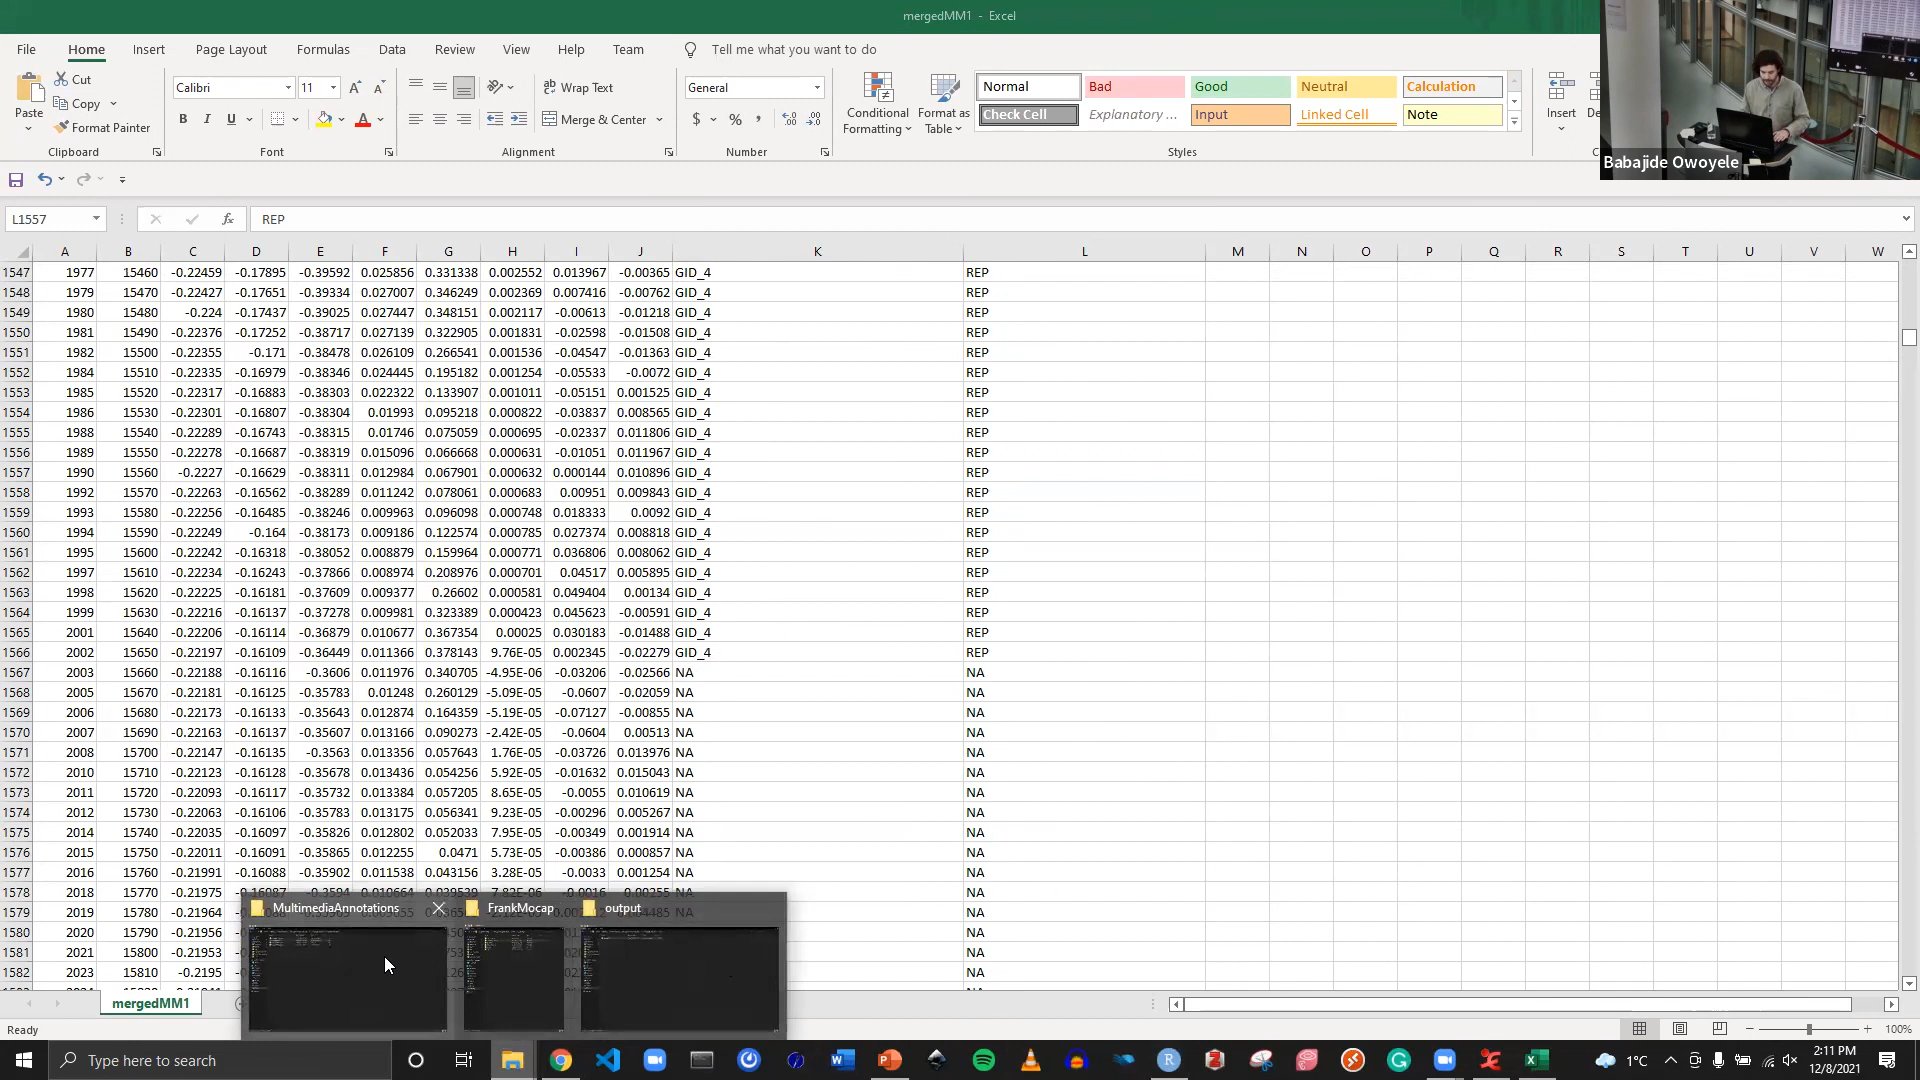 mergedMM1 - Excel
File Home Insert Page Layout Formulas Data Review View Help Team Tell me what you want to do
Paste Cut Copy Format Painter
Clipboard
Calibri 11
B I U
Font
Wrap Text
Merge & Center
Alignment
General
$ % ,
Number
Conditional Formatting
Format as Table
Normal Bad Good Neutral Calculation
Check Cell Explanatory ... Input Linked Cell Note
Styles
Insert
Babajide Owoyele
L1557 fx REP
A B C D E F G H I J K L M N O P Q R S T U V W
1547 1977 15460 -0.22459 -0.17895 -0.39592 0.025856 0.331338 0.002552 0.013967 -0.00365 GID_4 REP
1548 1979 15470 -0.22427 -0.17651 -0.39334 0.027007 0.346249 0.002369 0.007416 -0.00762 GID_4 REP
1549 1980 15480 -0.224 -0.17437 -0.39025 0.027447 0.348151 0.002117 -0.00613 -0.01218 GID_4 REP
1550 1981 15490 -0.22376 -0.17252 -0.38717 0.027139 0.322905 0.001831 -0.02598 -0.01508 GID_4 REP
1551 1982 15500 -0.22355 -0.171 -0.38478 0.026109 0.266541 0.001536 -0.04547 -0.01363 GID_4 REP
1552 1984 15510 -0.22335 -0.16979 -0.38346 0.024445 0.195182 0.001254 -0.05533 -0.0072 GID_4 REP
1553 1985 15520 -0.22317 -0.16883 -0.38303 0.022322 0.133907 0.001011 -0.05151 0.001525 GID_4 REP
1554 1986 15530 -0.22301 -0.16807 -0.38304 0.01993 0.095218 0.000822 -0.03837 0.008565 GID_4 REP
1555 1988 15540 -0.22289 -0.16743 -0.38315 0.01746 0.075059 0.000695 -0.02337 0.011806 GID_4 REP
1556 1989 15550 -0.22278 -0.16687 -0.38319 0.015096 0.066668 0.000631 -0.01051 0.011967 GID_4 REP
1557 1990 15560 -0.2227 -0.16629 -0.38311 0.012984 0.067901 0.000632 0.000144 0.010896 GID_4 REP
1558 1992 15570 -0.22263 -0.16562 -0.38289 0.011242 0.078061 0.000683 0.00951 0.009843 GID_4 REP
1559 1993 15580 -0.22256 -0.16485 -0.38246 0.009963 0.096098 0.000748 0.018333 0.0092 GID_4 REP
1560 1994 15590 -0.22249 -0.164 -0.38173 0.009186 0.122574 0.000785 0.027374 0.008818 GID_4 REP
1561 1995 15600 -0.22242 -0.16318 -0.38052 0.008879 0.159964 0.000771 0.036806 0.008062 GID_4 REP
1562 1997 15610 -0.22234 -0.16243 -0.37866 0.008974 0.208976 0.000701 0.04517 0.005895 GID_4 REP
1563 1998 15620 -0.22225 -0.16181 -0.37609 0.009377 0.26602 0.000581 0.049404 0.00134 GID_4 REP
1564 1999 15630 -0.22216 -0.16137 -0.37278 0.009981 0.323389 0.000423 0.045623 -0.00591 GID_4 REP
1565 2001 15640 -0.22206 -0.16114 -0.36879 0.010677 0.367354 0.00025 0.030183 -0.01488 GID_4 REP
1566 2002 15650 -0.22197 -0.16109 -0.36449 0.011366 0.378143 9.76E-05 0.002345 -0.02279 GID_4 REP
1567 2003 15660 -0.22188 -0.16116 -0.3606 0.011976 0.340705 -4.95E-06 -0.03206 -0.02566 NA NA
1568 2005 15670 -0.22181 -0.16125 -0.35783 0.01248 0.260129 -5.09E-05 -0.0607 -0.02059 NA NA
1569 2006 15680 -0.22173 -0.16133 -0.35643 0.012874 0.164359 -5.19E-05 -0.07127 -0.00855 NA NA
1570 2007 15690 -0.22163 -0.16137 -0.35607 0.013166 0.090273 -2.42E-05 -0.0604 0.00513 NA NA
1571 2008 15700 -0.22147 -0.16135 -0.3563 0.013356 0.057643 1.76E-05 -0.03726 0.013976 NA NA
1572 2010 15710 -0.22123 -0.16128 -0.35678 0.013436 0.054256 5.92E-05 -0.01632 0.015043 NA NA
1573 2011 15720 -0.22093 -0.16117 -0.35732 0.013384 0.057205 8.65E-05 -0.0055 0.010619 NA NA
1574 2012 15730 -0.22063 -0.16106 -0.35783 0.013175 0.056341 9.23E-05 -0.00296 0.005267 NA NA
1575 2014 15740 -0.22035 -0.16097 -0.35826 0.012802 0.052033 7.95E-05 -0.00349 0.001914 NA NA
1576 2015 15750 -0.22011 -0.16091 -0.35865 0.012255 0.0471 5.73E-05 -0.00386 0.000857 NA NA
1577 2016 15760 -0.21991 -0.16088 -0.35902 0.011538 0.043156 3.28E-05 -0.0033 0.001254 NA NA
1578 2018 15770 -0.21975 -0.16087 -0.3594 0.010664 0.039539 7.82E-06 -0.0016 0.00255 NA NA
1579 2019 15780 -0.21964 NA NA
1580 2020 15790 -0.21956 NA
1581 2021 15800 -0.21953 NA
1582 2023 15810 -0.2195 NA
MultimediaAnnotations FrankMocap output
mergedMM1
Ready 100%
Type here to search 1°C 2:11 PM
12/8/2021